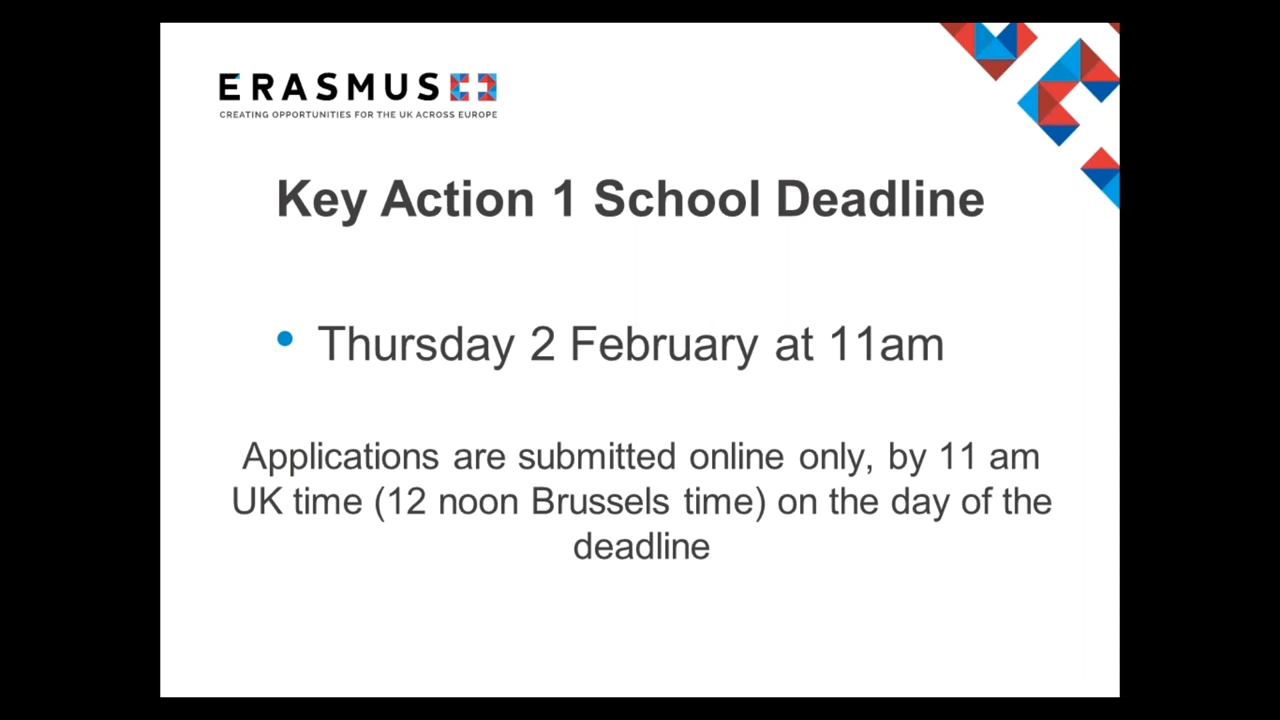 ERASMUS
CREATING OPPORTUNITIES FOR THE UK ACROSS EUROPE
Key Action 1 School Deadline
• Thursday 2 February at 11am
Applications are submitted online only, by 11 am
UK time (12 noon Brussels time) on the day of the
deadline